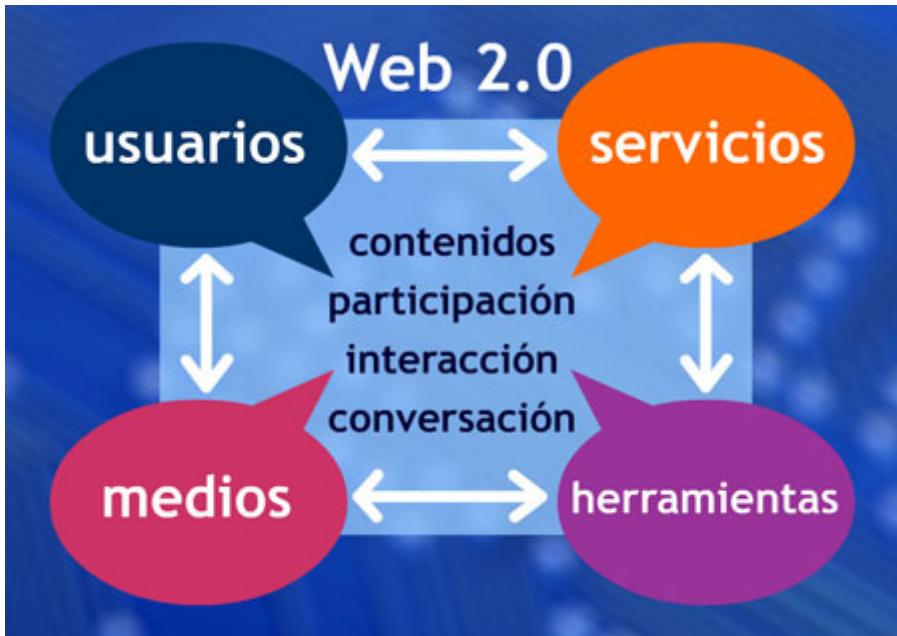 Web 2.0
usuarios
servicios
contenidos
participación
interacción
conversación
medios
herramientas